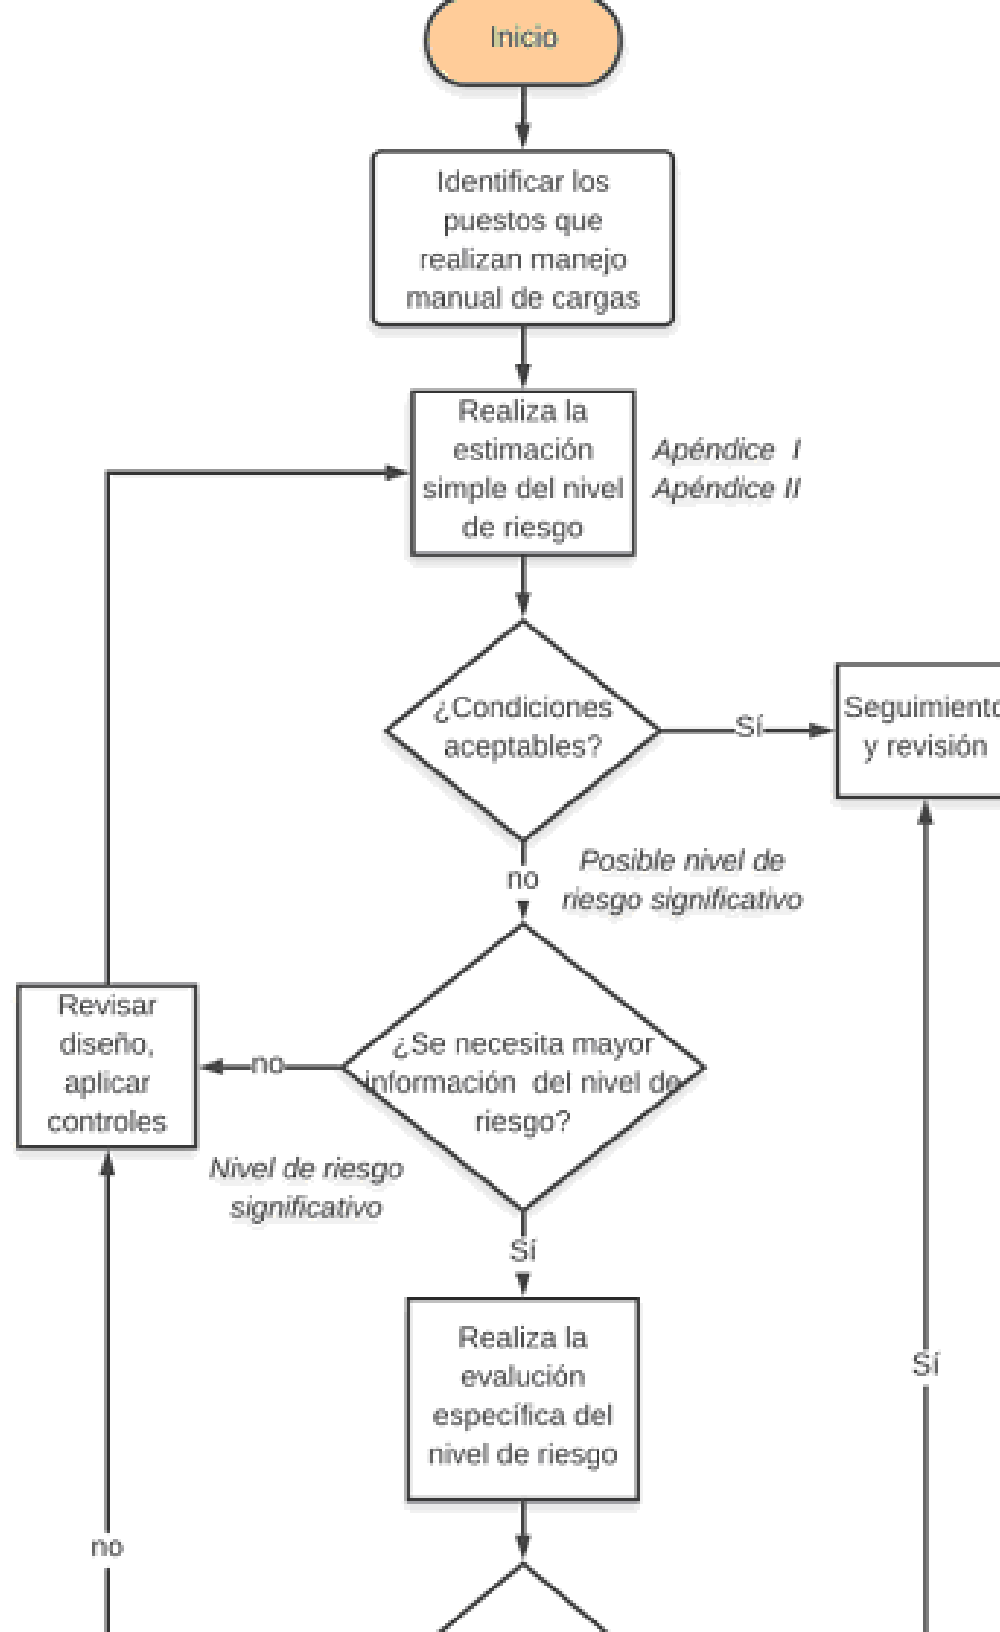 Inicio
Identificar los
puestos que
realizan manejo
manual de cargas
Realiza la
estimación
simple del nivel
de riesgo
Apéndice I
Apéndice II
¿Condiciones
aceptables?
Sí
Seguimiento
y revisión
no
Posible nivel de
riesgo significativo
Revisar
diseño,
aplicar
controles
no
¿Se necesita mayor
información del nivel de
riesgo?
Nivel de riesgo
significativo
Sí
Realiza la
evalución
específica del
nivel de riesgo
Sí
no